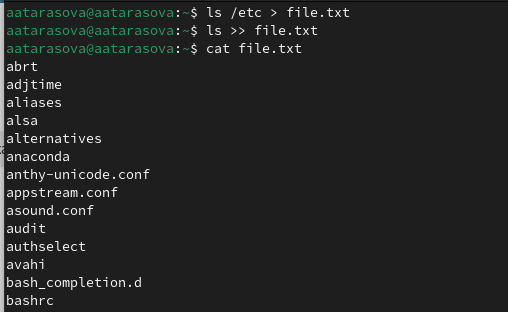 aatarasova@aatarasova:~$ ls /etc > file.txt
aatarasova@aatarasova:~$ ls >> file.txt
aatarasova@aatarasova:~$ cat file.txt
abrt
adjtime
aliases
alsa
alternatives
anaconda
anthy-unicode.conf
appstream.conf
asound.conf
audit
authselect
avahi
bash_completion.d
bashrc